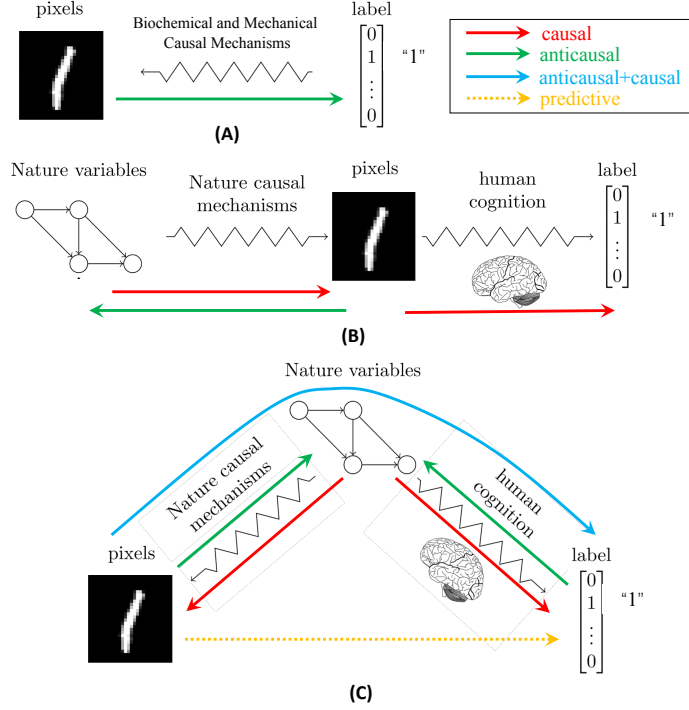 pixels
Biochemical and Mechanical
Causal Mechanisms
label
0
1
⋮
0
“1”
causal
anticausal
anticausal+causal
predictive
(A)
Nature variables
Nature causal
mechanisms
pixels
human
cognition
label
0
1
⋮
0
“1”
(B)
Nature variables
Nature causal
mechanisms
human
cognition
pixels
label
0
1
⋮
0
“1”
(C)